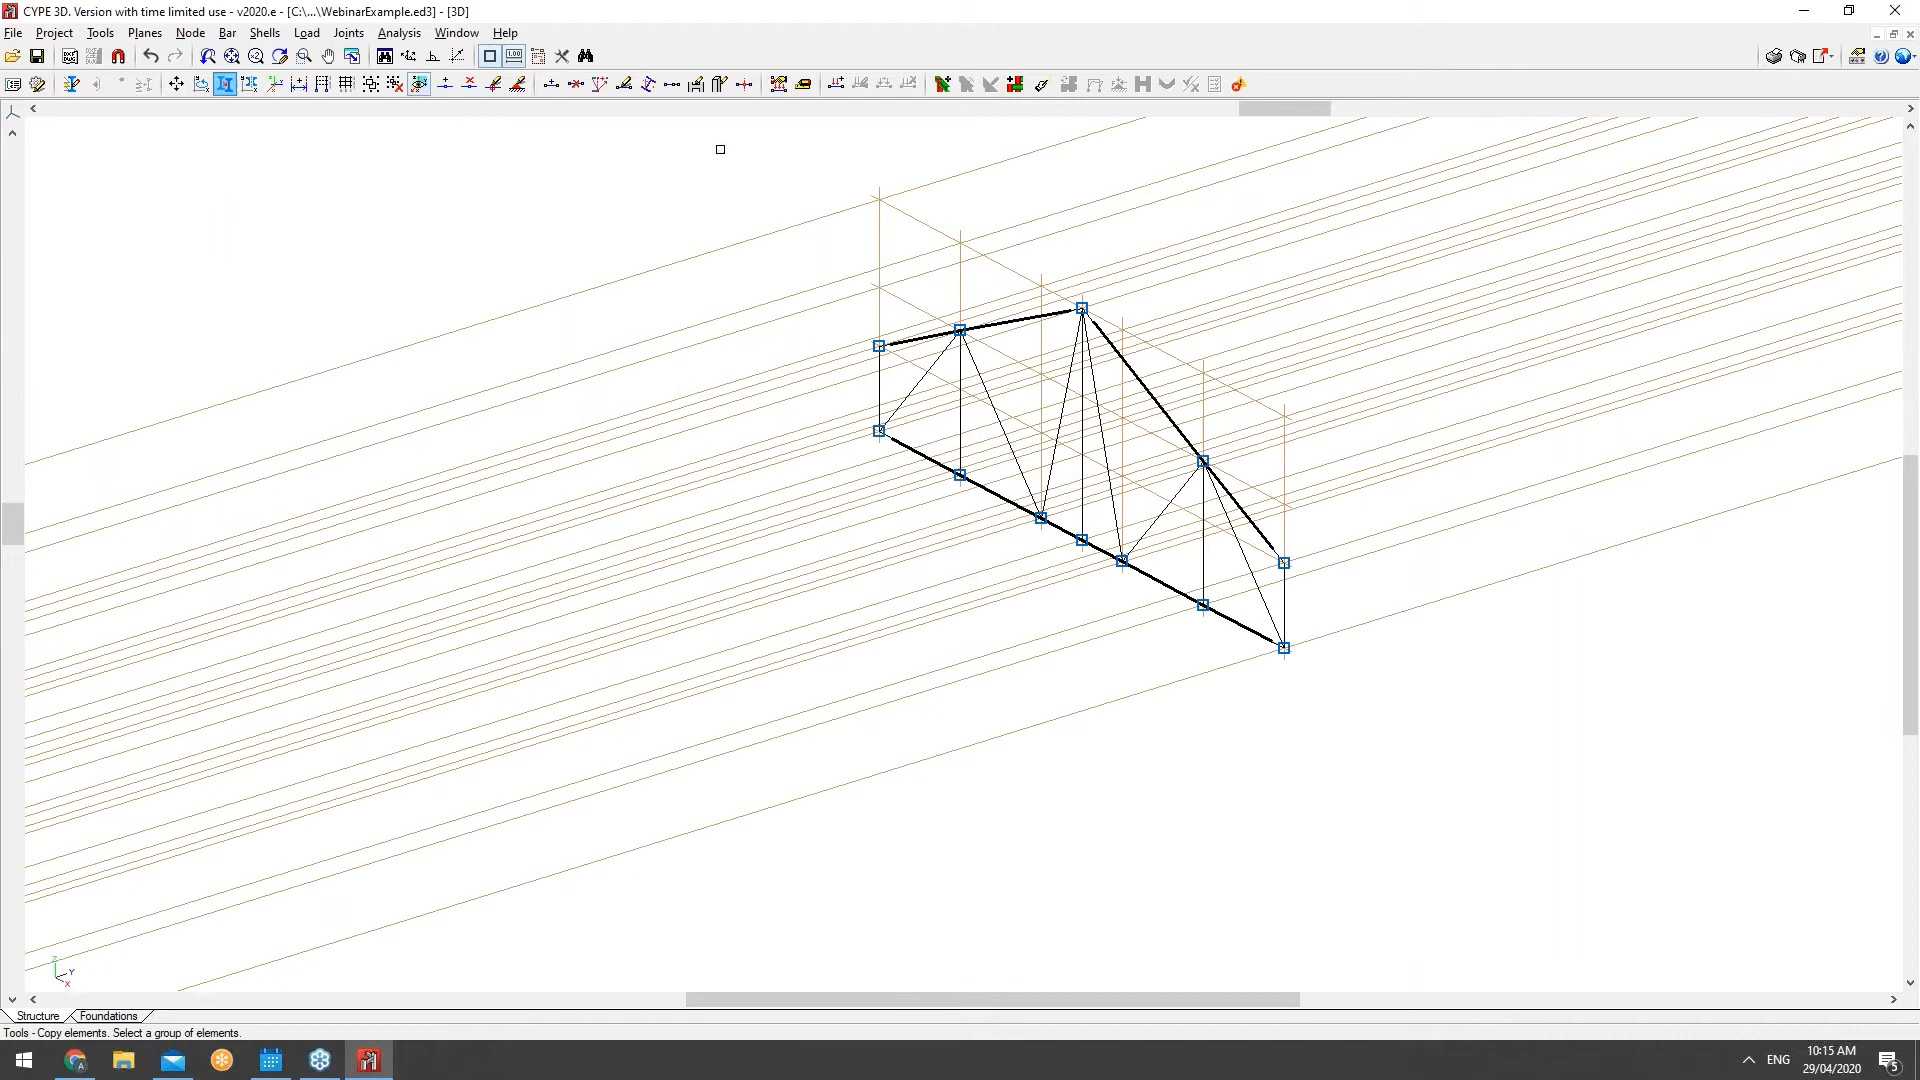 CYPE 3D. Version with time limited use - v2020.e - [C:\...\WebinarExample.ed3] - [3D]
File Project Tools Planes Node Bar Shells Load Joints Analysis Window Help
Z
Y
X
Structure Foundations
Tools - Copy elements. Select a group of elements.
ENG
10:15 AM
29/04/2020
5